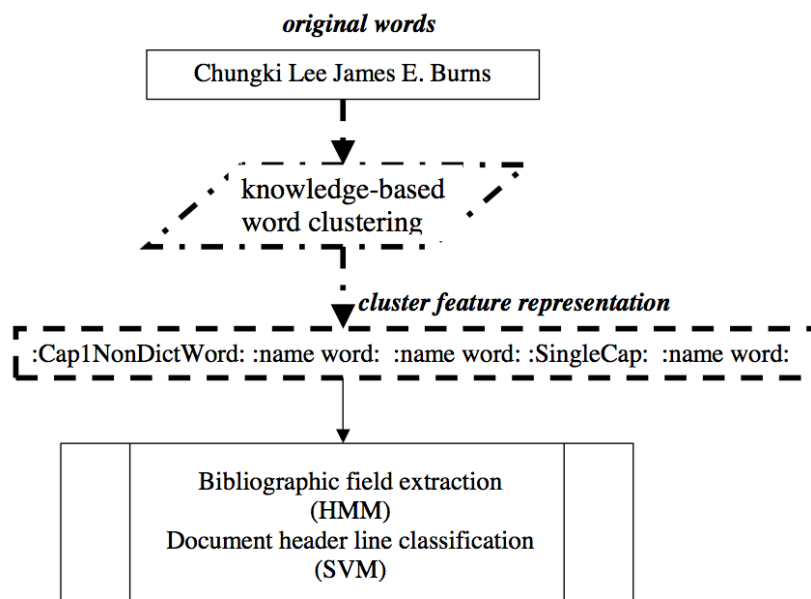 original words
Chungki Lee James E. Burns
knowledge-based
word clustering
cluster feature representation
:Cap1NonDictWord: :name word: :name word: :SingleCap: :name word:
Bibliographic field extraction
(HMM)
Document header line classification
(SVM)